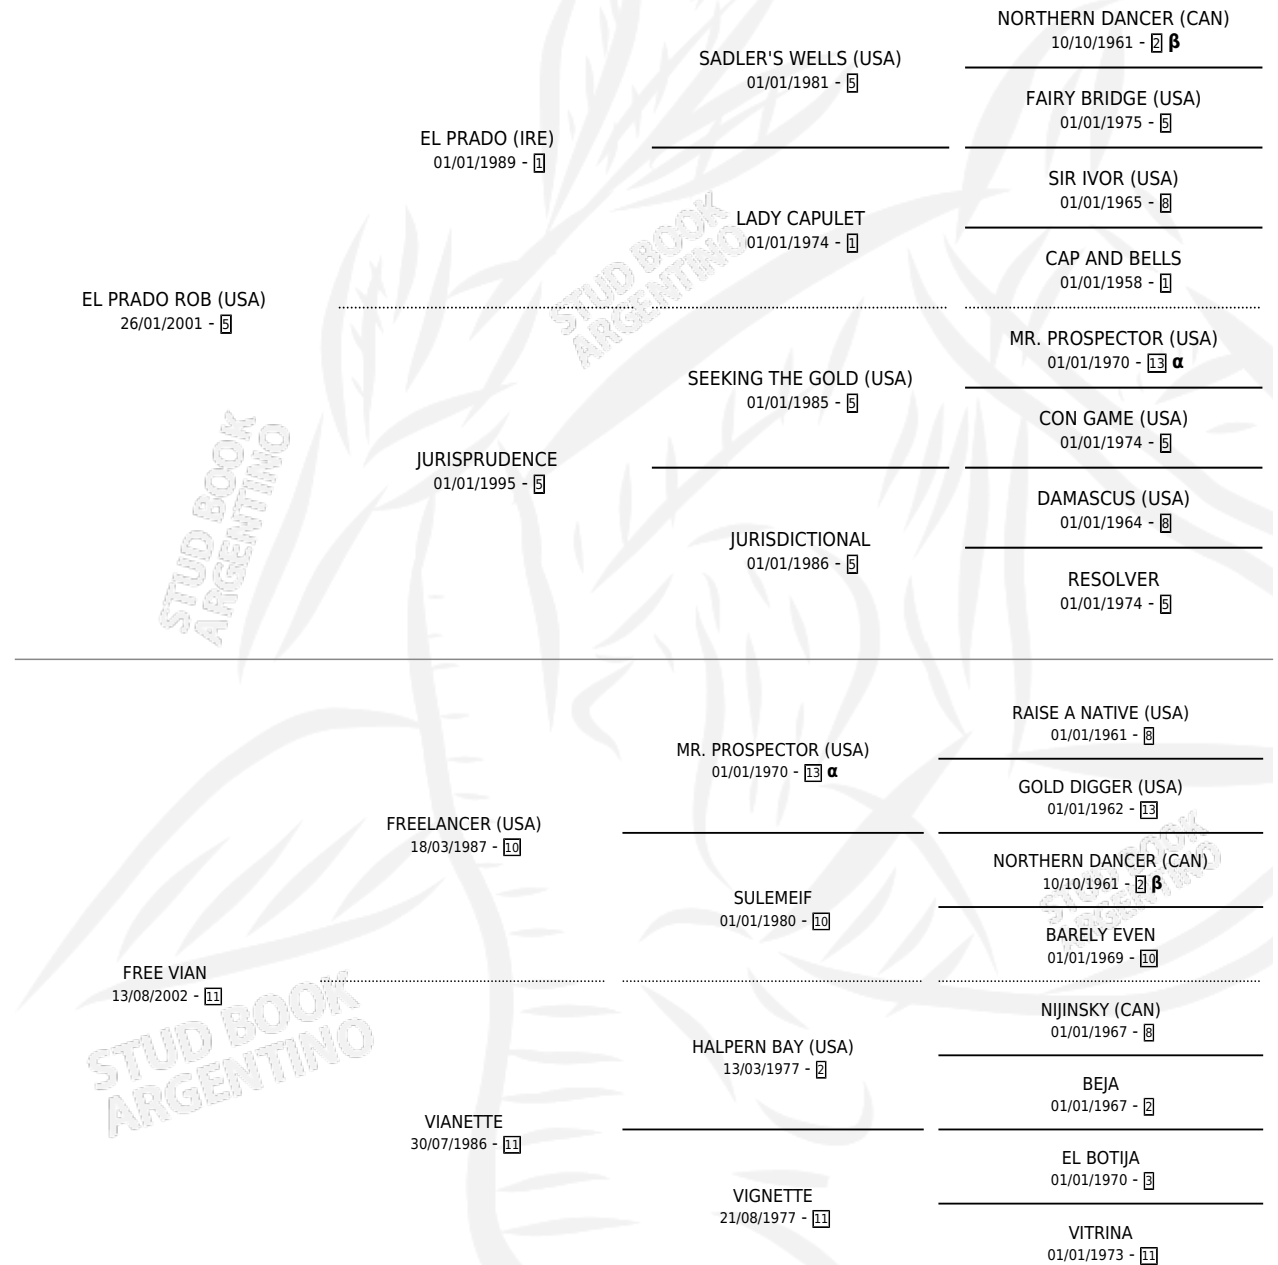 NORTHERN DANCER (CAN)
10/10/1961 - 2 β
SADLER'S WELLS (USA)
01/01/1981 - 5
FAIRY BRIDGE (USA)
01/01/1975 - 5
EL PRADO (IRE)
01/01/1989 - 1
SIR IVOR (USA)
01/01/1965 - 8
LADY CAPULET
01/01/1974 - 1
CAP AND BELLS
01/01/1958 - 1
EL PRADO ROB (USA)
26/01/2001 - 5
MR. PROSPECTOR (USA)
01/01/1970 - 13 α
SEEKING THE GOLD (USA)
01/01/1985 - 5
CON GAME (USA)
01/01/1974 - 5
JURISPRUDENCE
01/01/1995 - 5
DAMASCUS (USA)
01/01/1964 - 8
JURISDICTIONAL
01/01/1986 - 5
RESOLVER
01/01/1974 - 5
RAISE A NATIVE (USA)
01/01/1961 - 8
MR. PROSPECTOR (USA)
01/01/1970 - 13 α
GOLD DIGGER (USA)
01/01/1962 - 13
FREELANCER (USA)
18/03/1987 - 10
NORTHERN DANCER (CAN)
10/10/1961 - 2 β
SULEMEIF
01/01/1980 - 10
BARELY EVEN
01/01/1969 - 10
FREE VIAN
13/08/2002 - 11
NIJINSKY (CAN)
01/01/1967 - 8
HALPERN BAY (USA)
13/03/1977 - 2
BEJA
01/01/1967 - 2
VIANETTE
30/07/1986 - 11
EL BOTIJA
01/01/1970 - 3
VIGNETTE
21/08/1977 - 11
VITRINA
01/01/1973 - 11
STUD BOOK
ARGENTINO
STUD BOOK
ARGENTINO
STUD BOOK
ARGENTINO
STUD BOOK
ARGENTINO